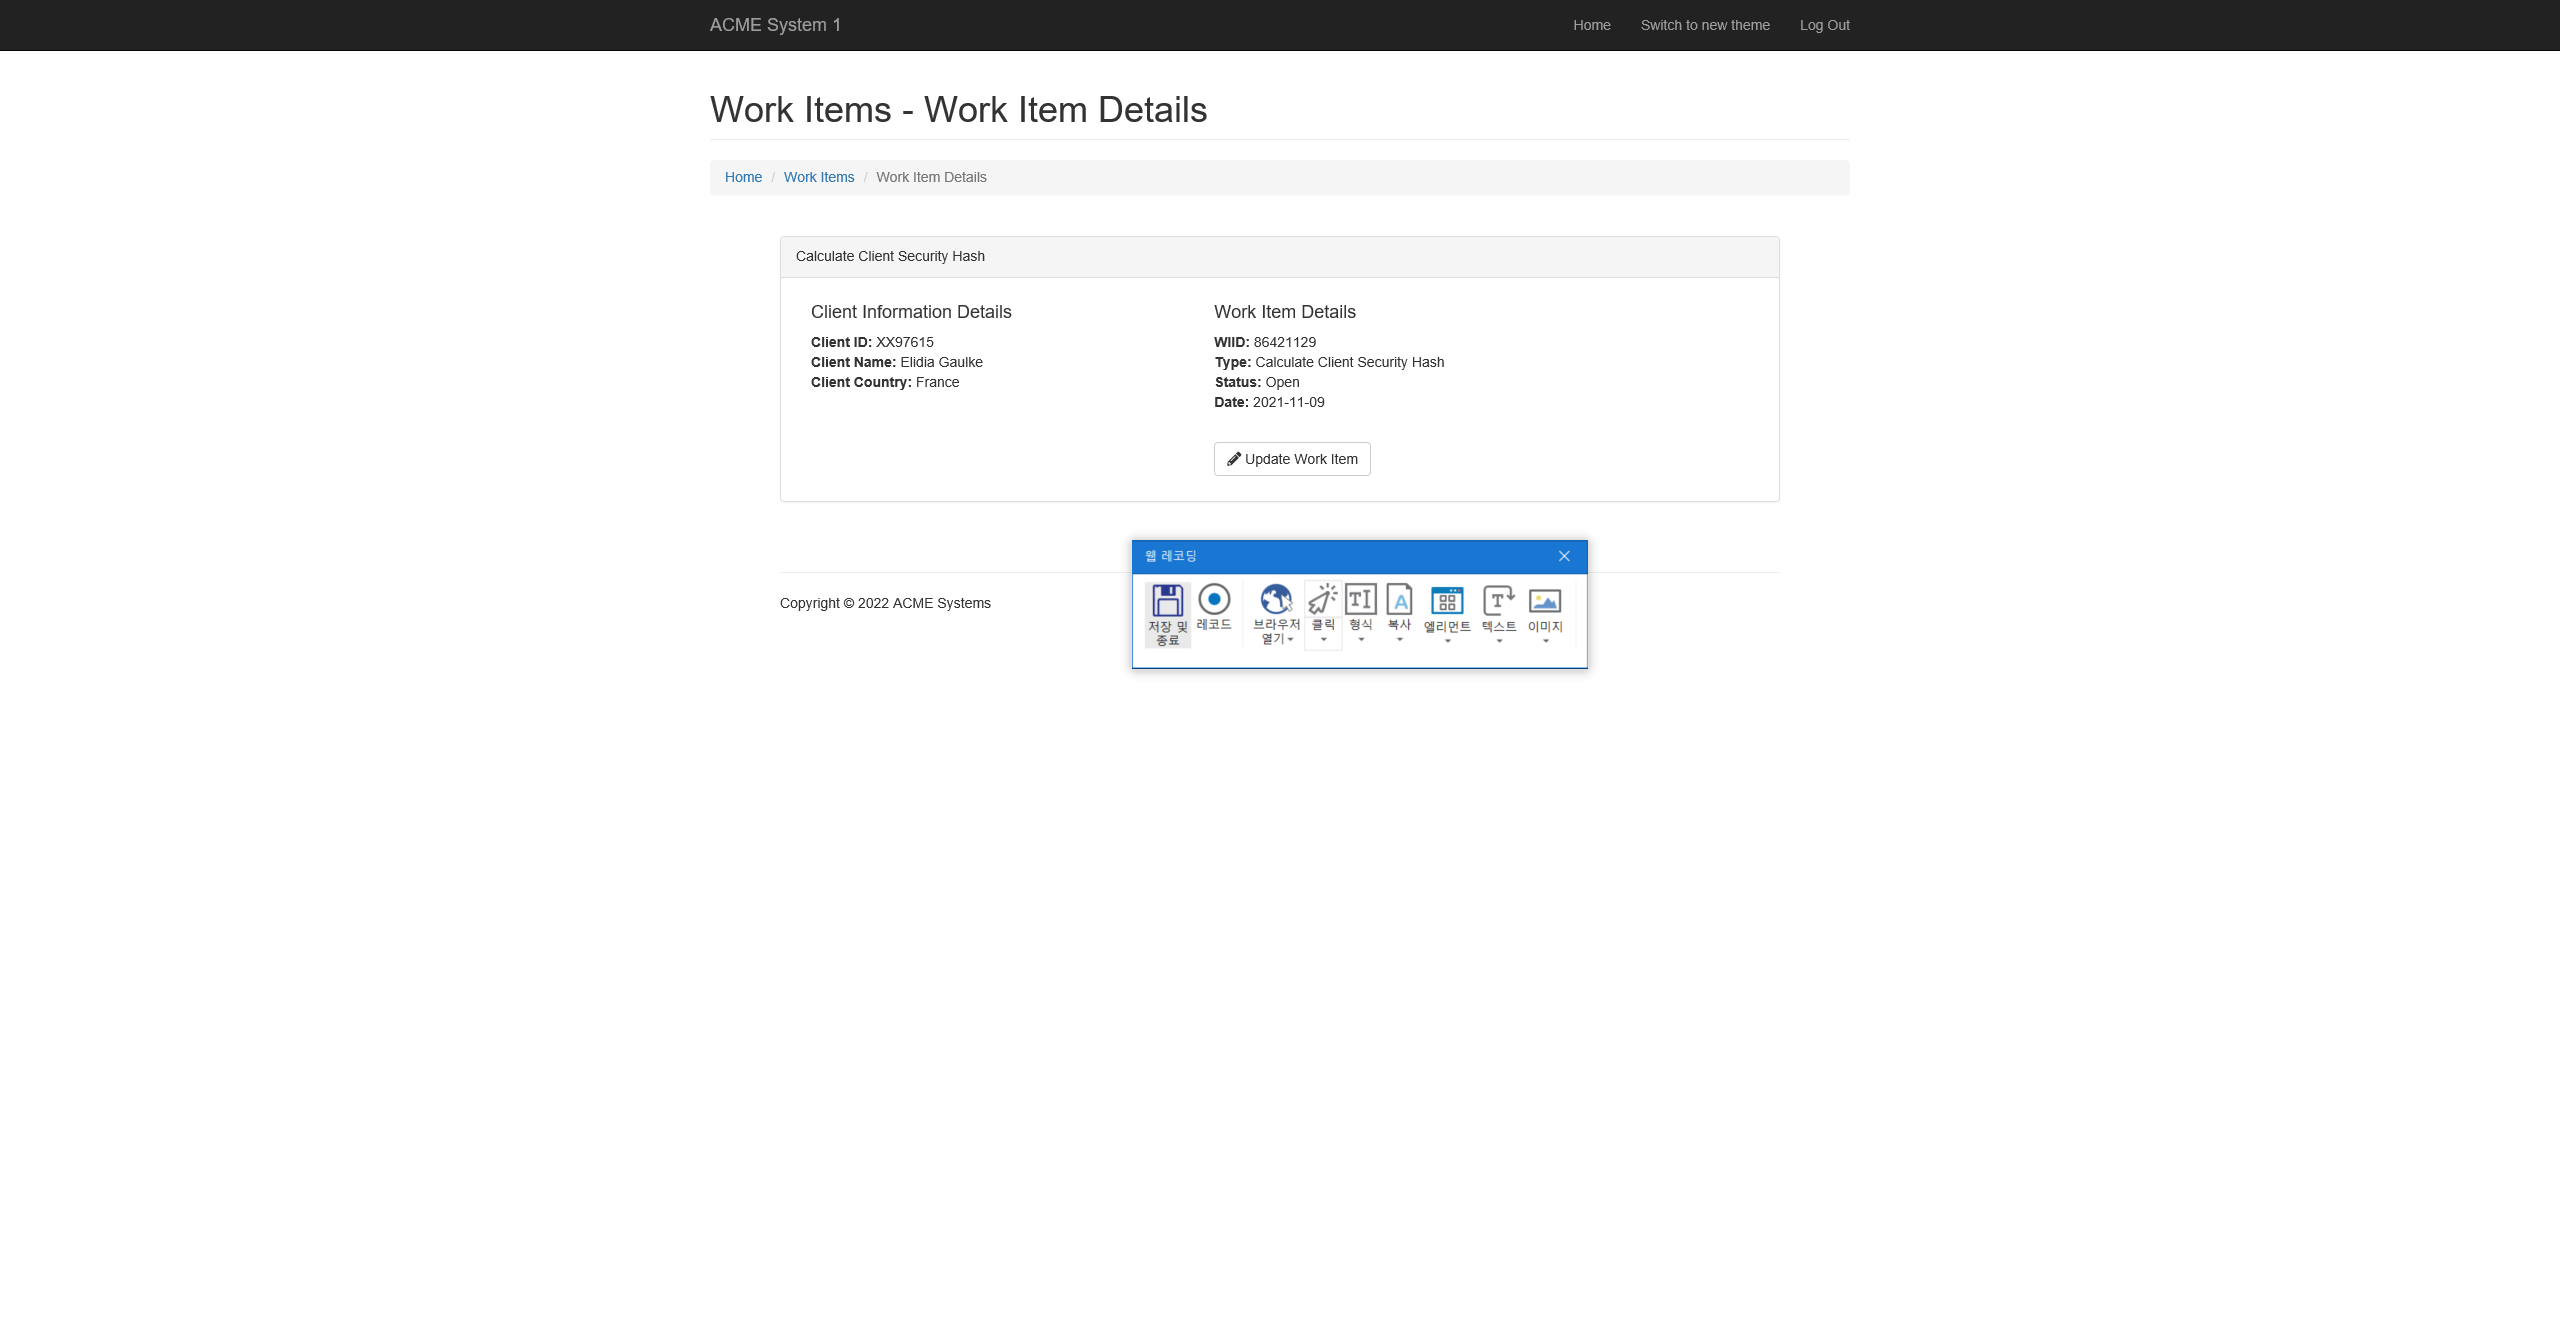 ACME System 1
Home
Switch to new theme
Log Out
Work Items - Work Item Details
Home / Work Items / Work Item Details
Calculate Client Security Hash
Client Information Details
Client ID: XX97615
Client Name: Elidia Gaulke
Client Country: France
Work Item Details
WIID: 86421129
Type: Calculate Client Security Hash
Status: Open
Date: 2021-11-09
Update Work Item
웹 레코딩
저장 및
종료
레코드
브라우저
열기
클릭
형식
복사
엘리먼트
텍스트
이미지
Copyright © 2022 ACME Systems